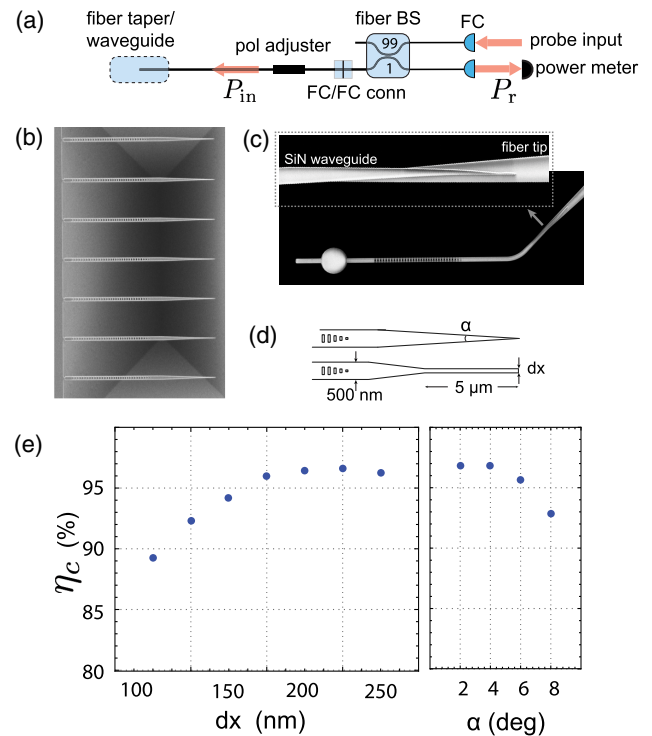 (a)
fiber taper/
waveguide
pol adjuster
fiber BS
FC
99
1
probe input
power meter
P_in
FC/FC conn
P_r
(b)
(c)
SiN waveguide
fiber tip
(d)
α
dx
500 nm
5 μm
(e)
η_c (%)
95
90
85
80
100 150 200 250
dx (nm)
2 4 6 8
α (deg)